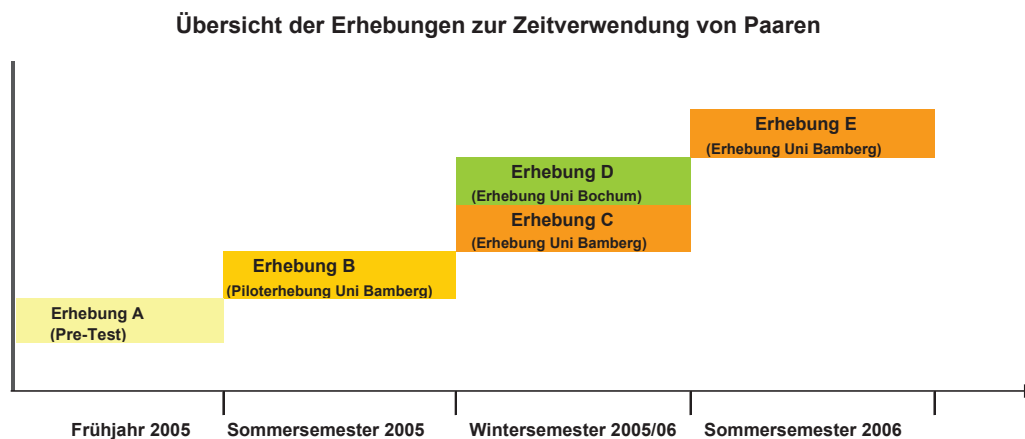 Übersicht der Erhebungen zur Zeitverwendung von Paaren
Erhebung E
(Erhebung Uni Bamberg)
Erhebung D
(Erhebung Uni Bochum)
Erhebung C
(Erhebung Uni Bamberg)
Erhebung B
(Piloterhebung Uni Bamberg)
Erhebung A
(Pre-Test)
Frühjahr 2005 Sommersemester 2005 Wintersemester 2005/06 Sommersemester 2006